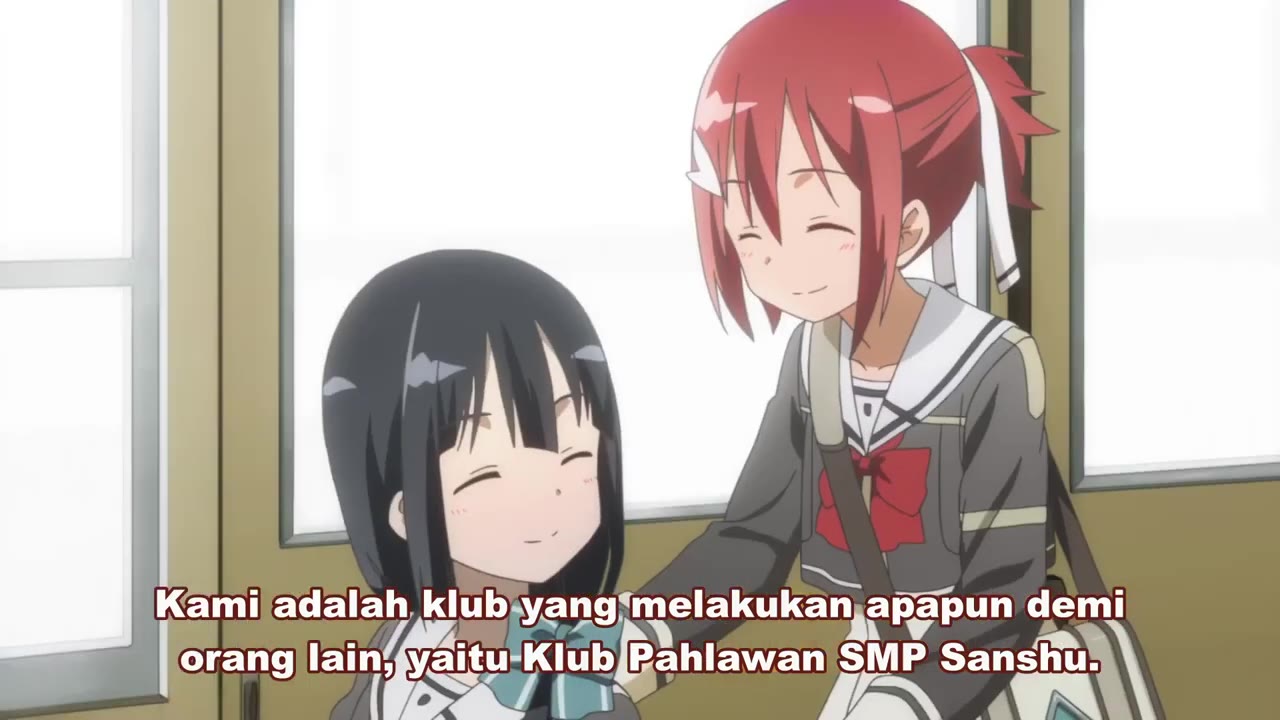 Kami adalah klub yang melakukan apapun demi
orang lain, yaitu Klub Pahlawan SMP Sanshu.